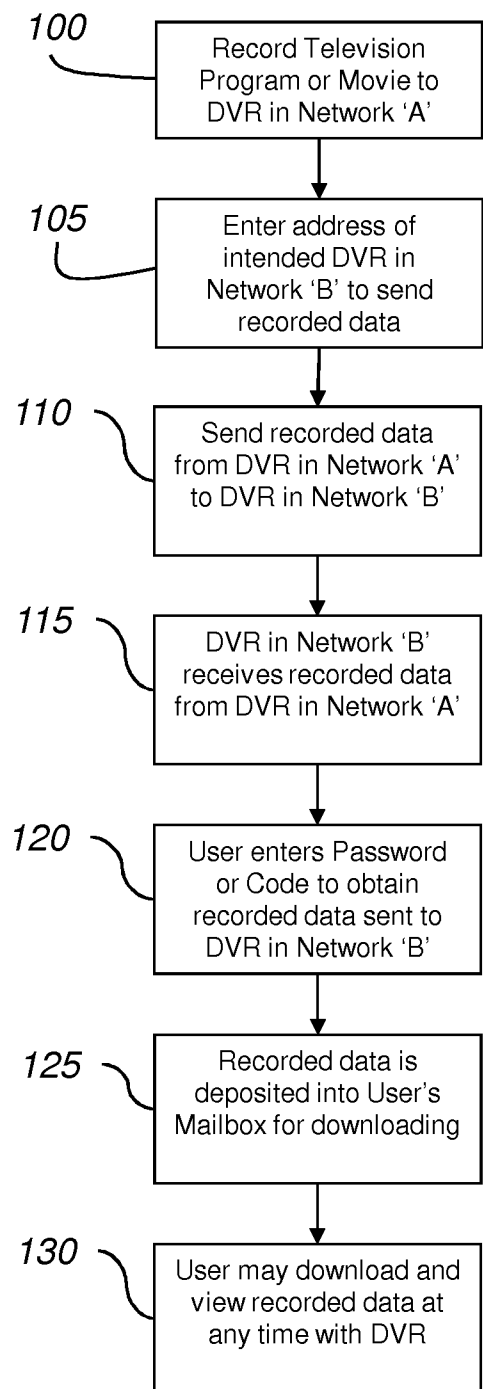 100
Record Television
Program or Movie to
DVR in Network ‘A’
105
Enter address of
intended DVR in
Network ‘B’ to send
recorded data
110
Send recorded data
from DVR in Network ‘A’
to DVR in Network ‘B’
115
DVR in Network ‘B’
receives recorded data
from DVR in Network ‘A’
120
User enters Password
or Code to obtain
recorded data sent to
DVR in Network ‘B’
125
Recorded data is
deposited into User’s
Mailbox for downloading
130
User may download and
view recorded data at
any time with DVR